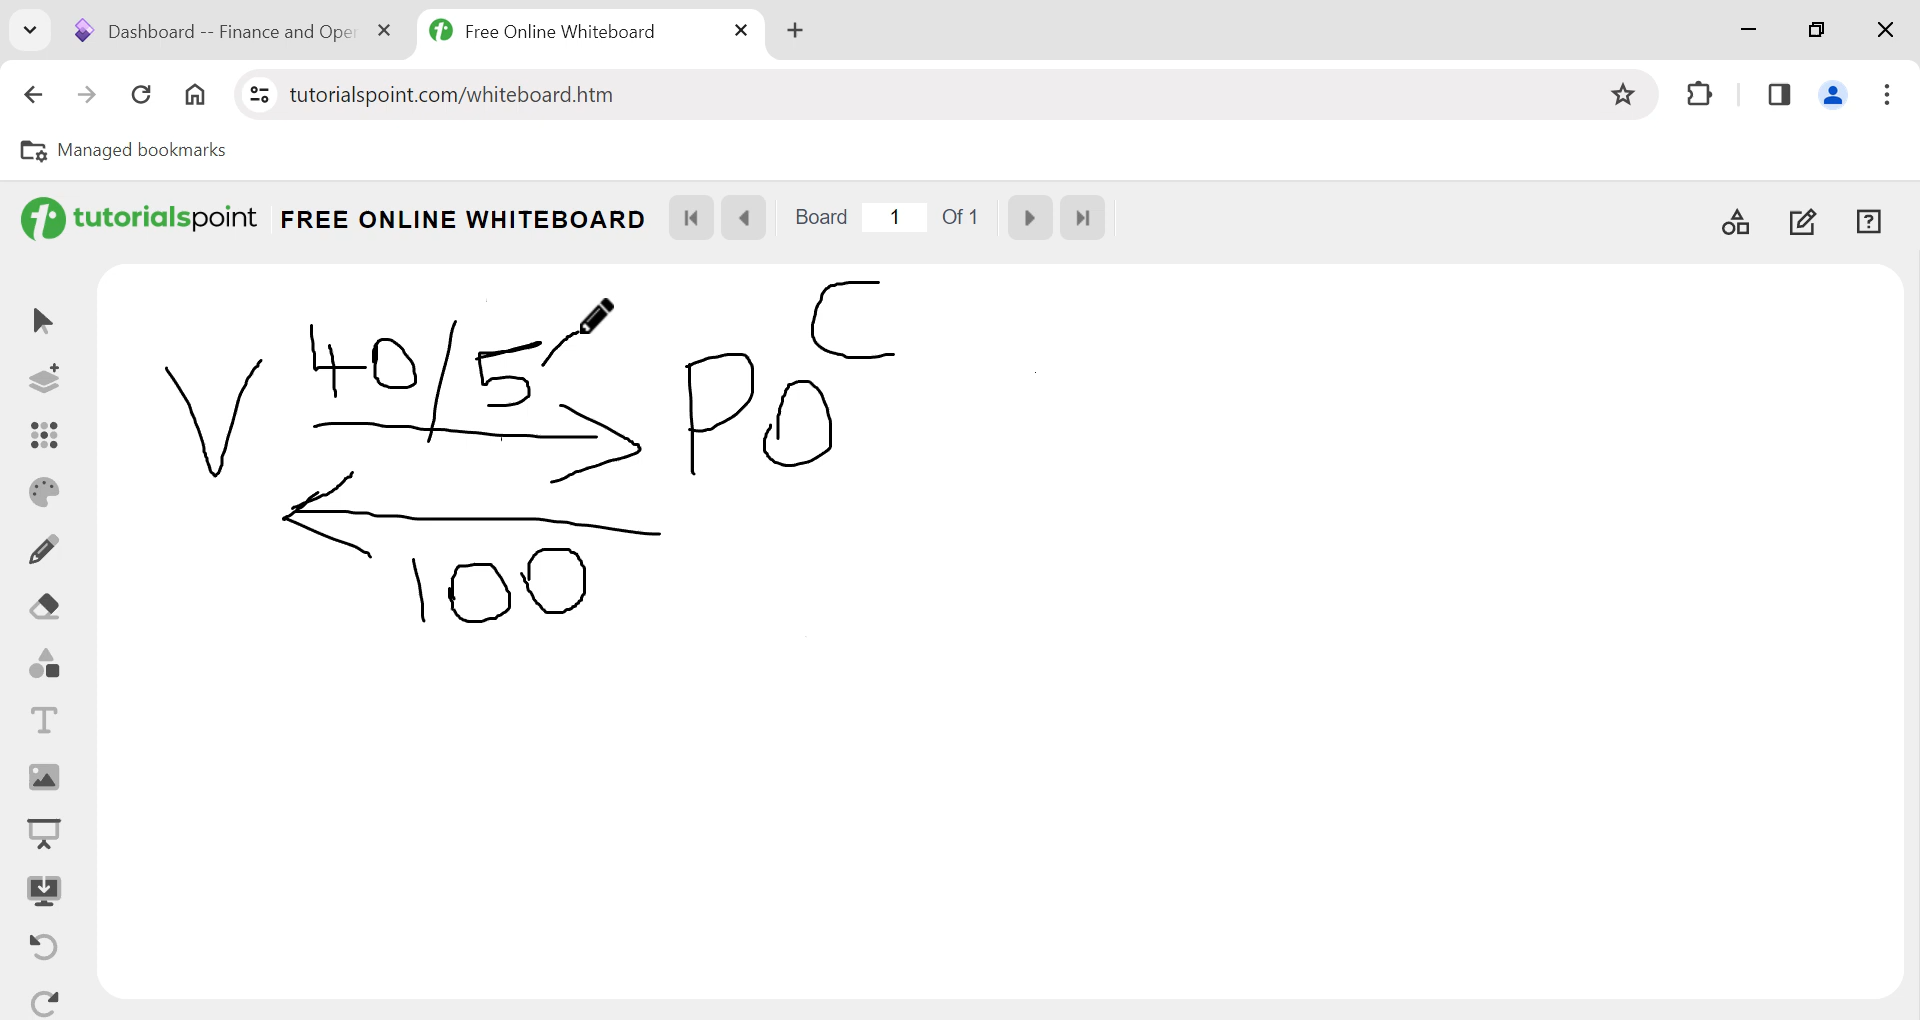 Dashboard -- Finance and Oper
Free Online Whiteboard
tutorialspoint.com/whiteboard.htm
Managed bookmarks
tutorialspoint FREE ONLINE WHITEBOARD Board 1 Of 1
C
V 40/5 PO
100